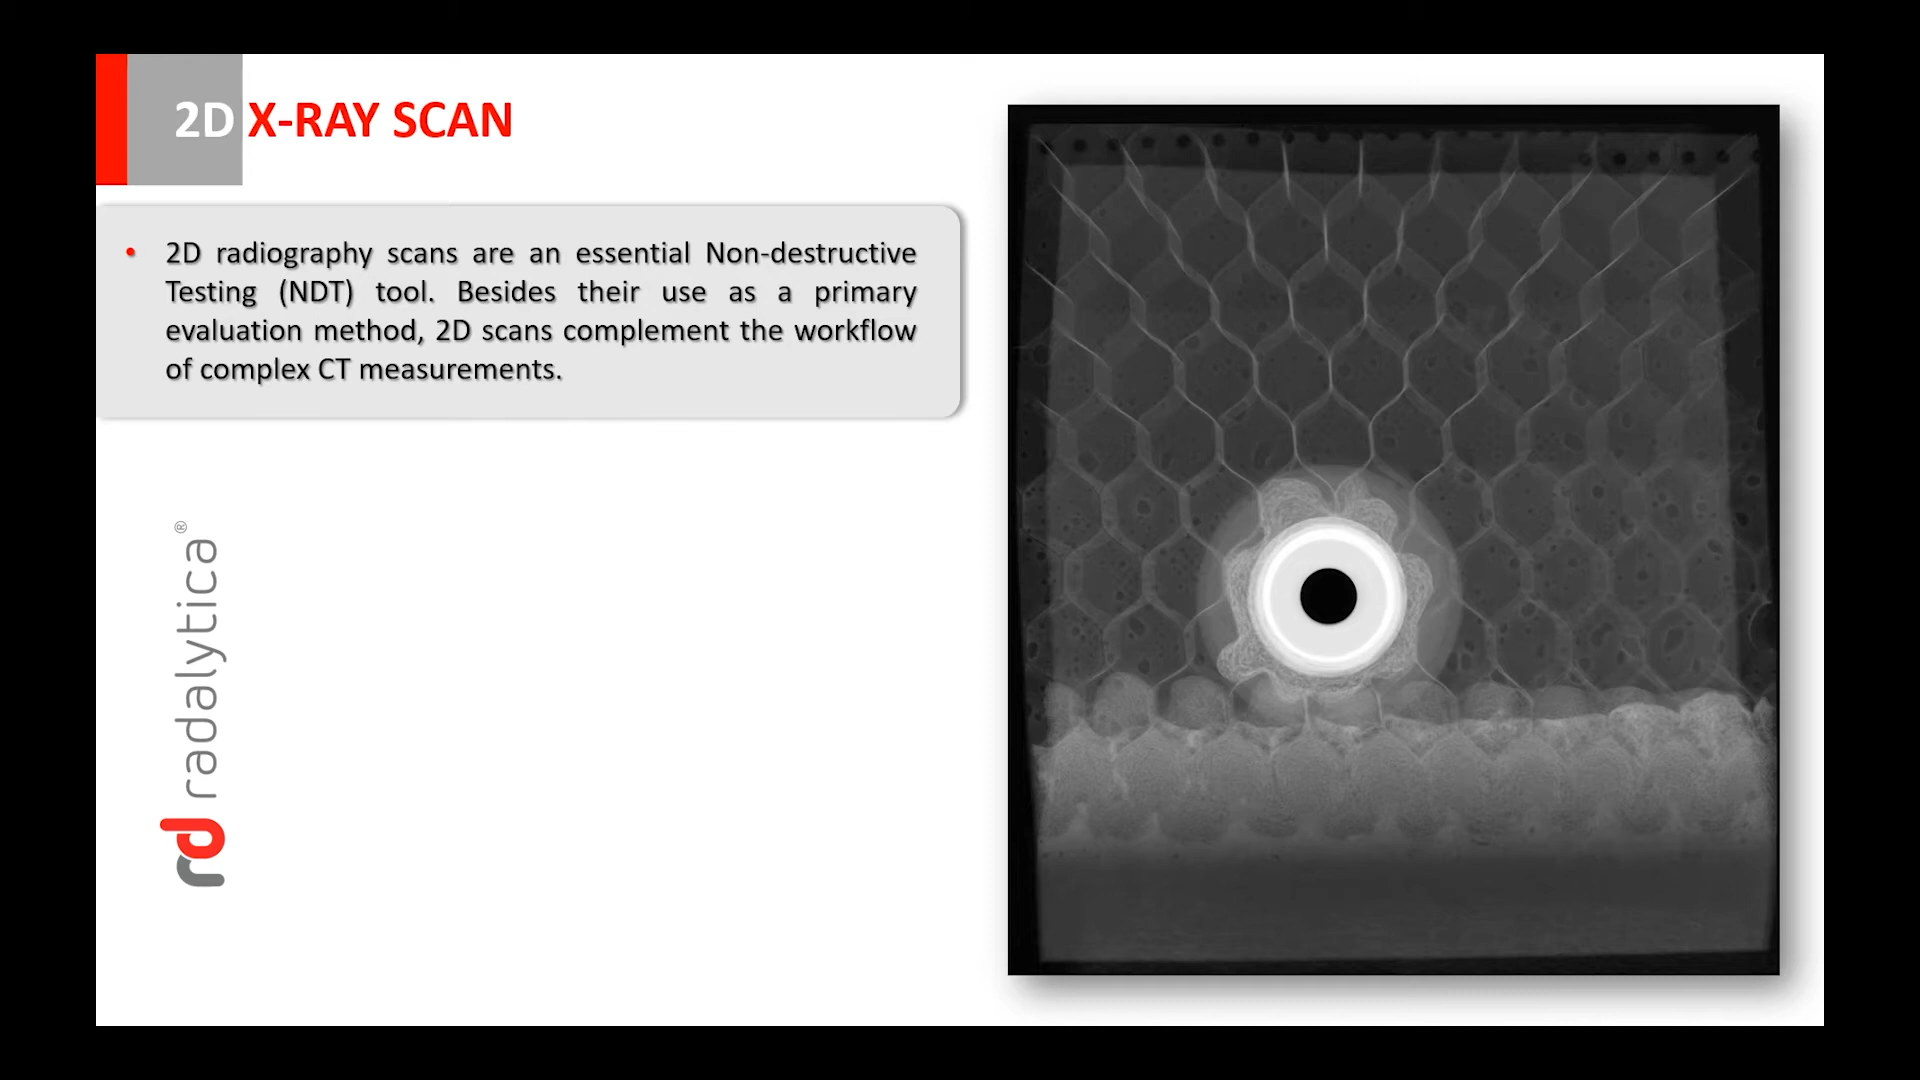 2D X-RAY SCAN
• 2D radiography scans are an essential Non-destructive
Testing (NDT) tool. Besides their use as a primary
evaluation method, 2D scans complement the workflow
of complex CT measurements.
rd radalytica®